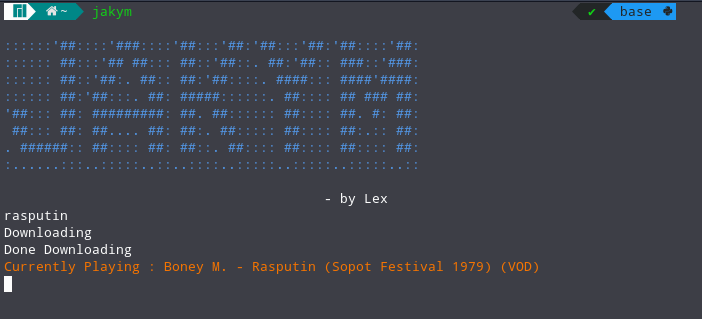 ~ jakym ✔ base
::::::'##::::'###::::'##:::'##:'##:::'##:'##::::'##:
:::::: ##:::'## ##::: ##::'##::. ##:'##:: ###::'###:
:::::: ##::'##:. ##:: ##:'##::::. ####::: ####'####:
:::::: ##:'##:::. ##: #####::::::. ##:::: ## ### ##:
'##::: ##: #########: ##. ##:::::: ##:::: ##. #: ##:
 ##::: ##: ##.... ##: ##:. ##::::: ##:::: ##:.:: ##:
. ######:: ##:::: ##: ##::. ##:::: ##:::: ##:::: ##:
:......:::..:::::..::..::::..:::::..:::::..:::::..::
- by Lex
rasputin
Downloading
Done Downloading
Currently Playing : Boney M. - Rasputin (Sopot Festival 1979) (VOD)